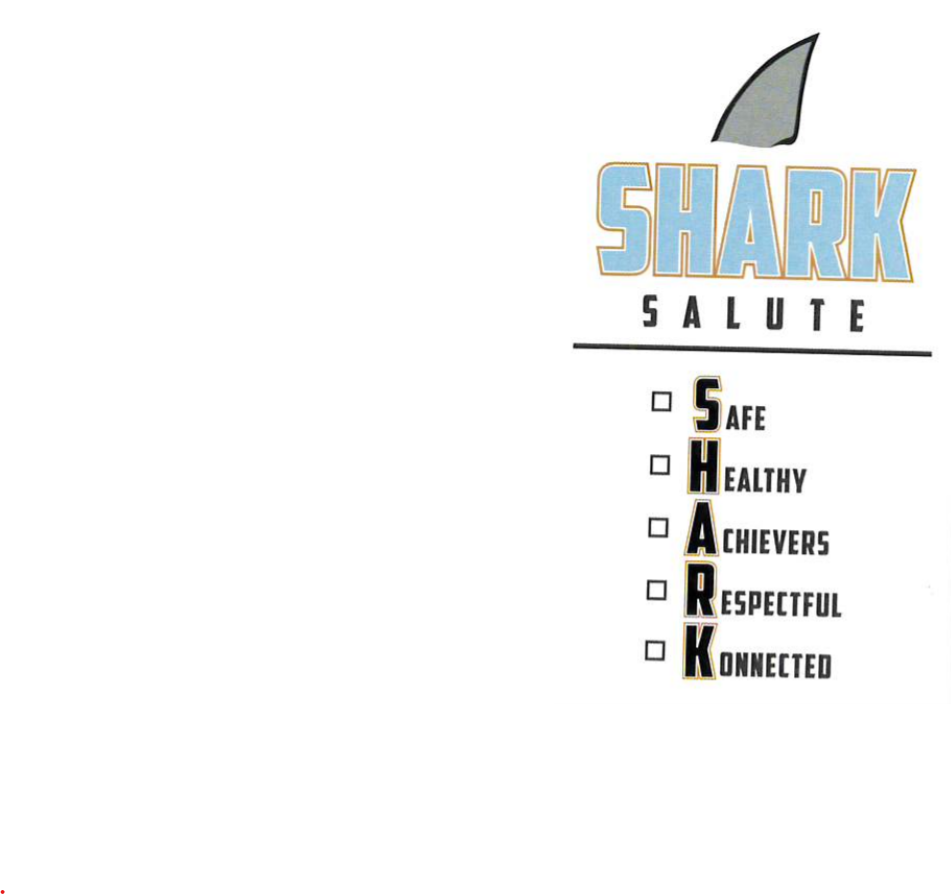 SHARK
SALUTE
☐ SAFE
☐ HEALTHY
☐ ACHIEVERS
☐ RESPECTFUL
☐ KONNECTED